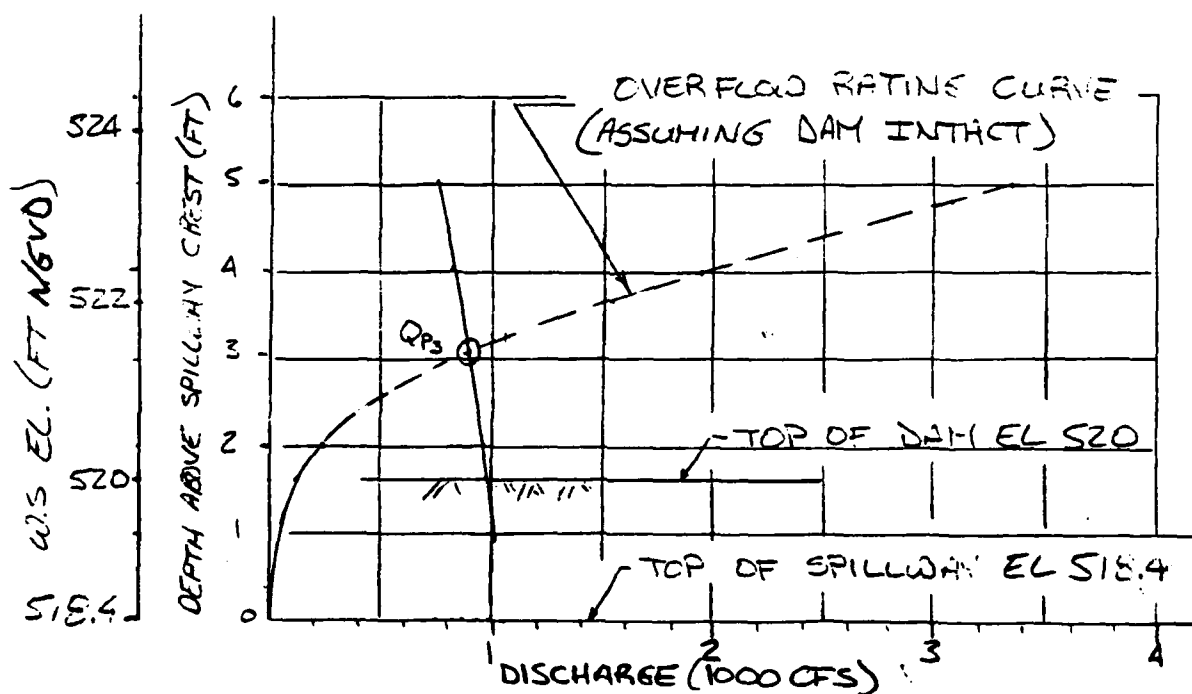 OVERFLOW RATING CURVE
(ASSUMING DAM INTACT)
W.S EL. (FT NGVD)
524
522
520
518.4
DEPTH ABOVE SPILLWAY CREST (FT)
6
5
4
3
2
1
0
QP3
TOP OF DAM EL 520
TOP OF SPILLWAY EL 518.4
1
2
3
4
DISCHARGE (1000 CFS)